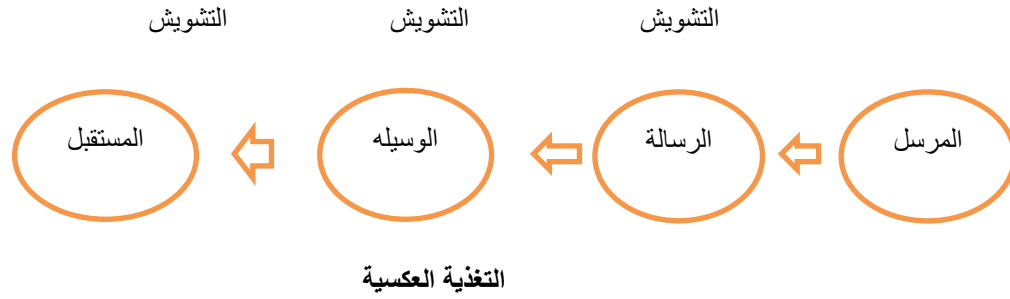 التشويش التشويش التشويش
المرسل الرسالة الوسيله المستقبل
التغذية العكسية